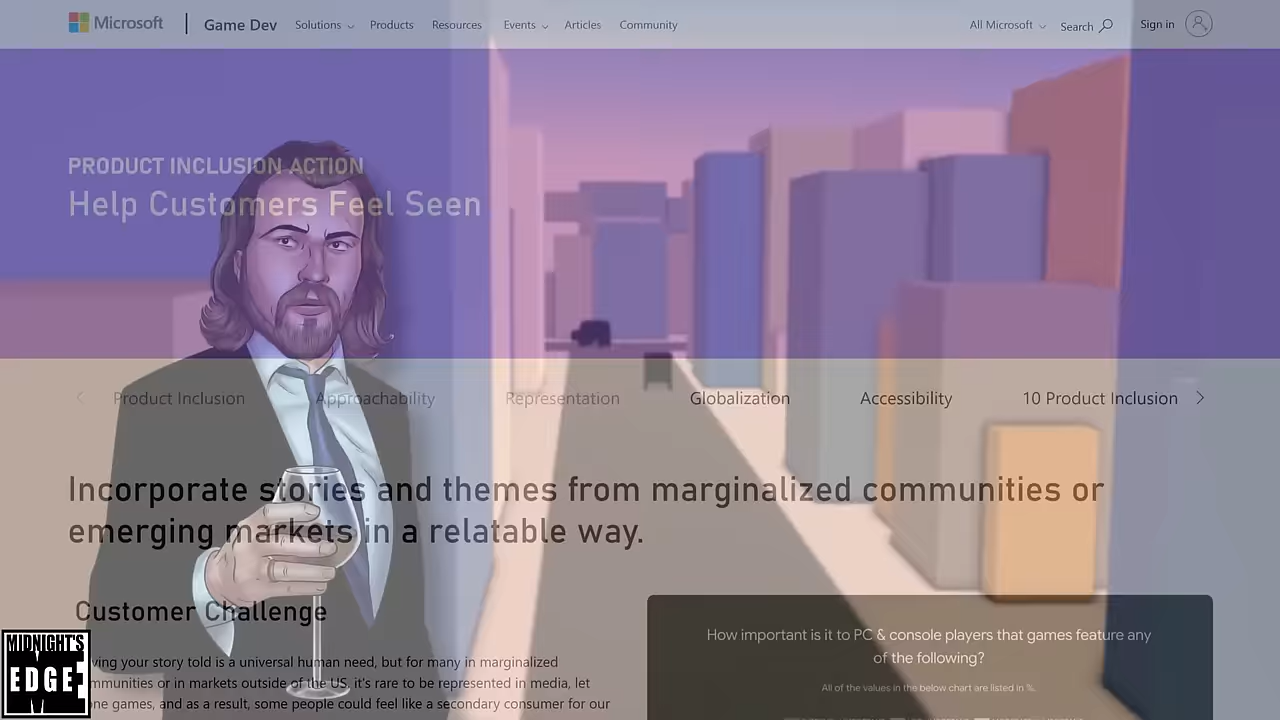 Microsoft Game Dev Solutions Products Resources Events Articles Community All Microsoft Search Sign in
PRODUCT INCLUSION ACTION
Help Customers Feel Seen
Product Inclusion Approachability Representation Globalization Accessibility 10 Product Inclusion
Incorporate stories and themes from marginalized communities or
emerging markets in a relatable way.
Customer Challenge
your story told is a universal human need, but for many in marginalized
or in markets outside of the US, it's rare to be represented in media, let
games, and as a result, some people could feel like a secondary consumer for our
How important is it to PC & console players that games feature any
of the following?
All of the values in the below chart are listed in %.
MIDNIGHT'S
EDGE